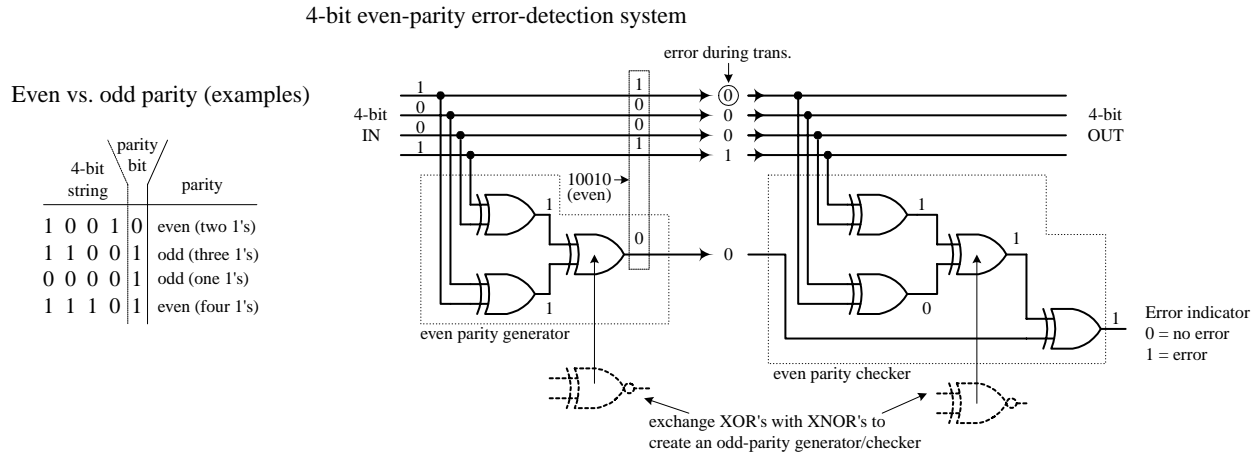 4-bit even-parity error-detection system
Even vs. odd parity (examples)
4-bit
string
parity
bit
parity
1 0 0 1 0 even (two 1's)
1 1 0 0 1 odd (three 1's)
0 0 0 0 1 odd (one 1's)
1 1 1 0 1 even (four 1's)
error during trans.
4-bit
IN
1
0
0
1
1
0
0
1
0
0
0
1
4-bit
OUT
10010
(even)
1
1
0
0
even parity generator
1
0
1
1
even parity checker
Error indicator
0 = no error
1 = error
exchange XOR's with XNOR's to
create an odd-parity generator/checker